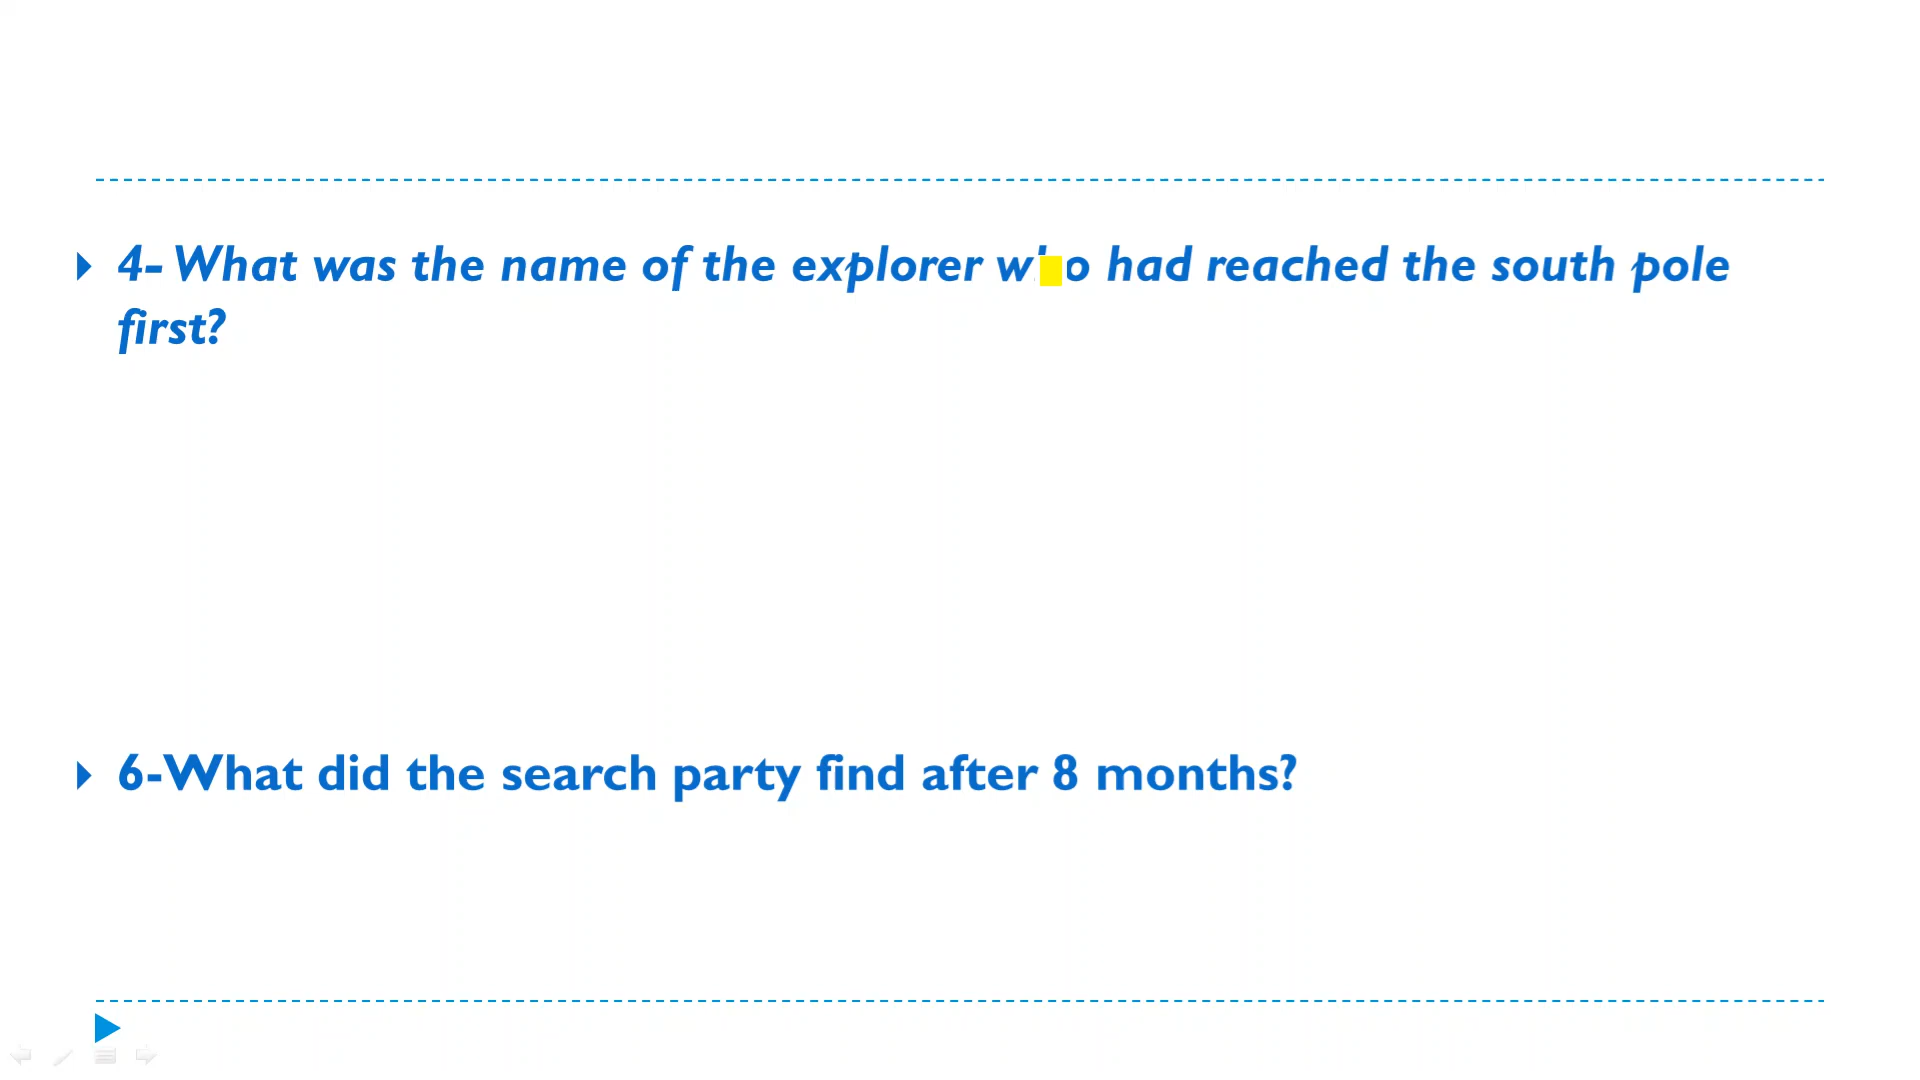 4- What was the name of the explorer who had reached the south pole
first?
6-What did the search party find after 8 months?